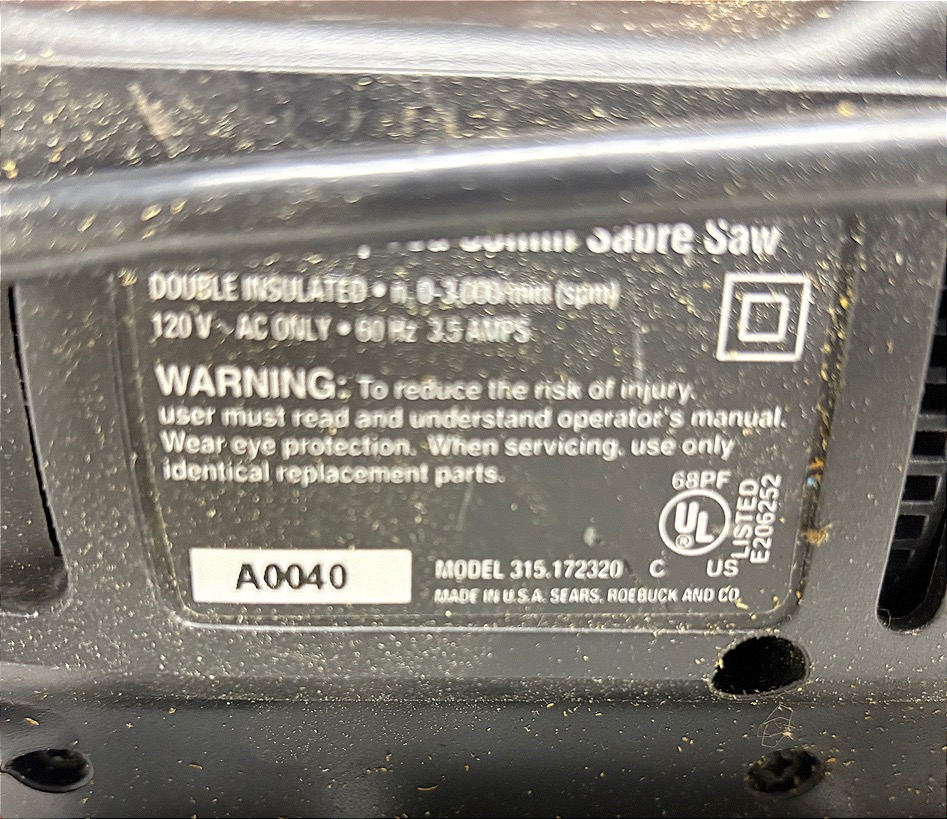 Sabre Saw
DOUBLE INSULATED • n, 0-3,000/min (spm)
120 V ~ AC ONLY • 60 Hz 3.5 AMPS
WARNING: To reduce the risk of injury,
user must read and understand operator's manual.
Wear eye protection. When servicing, use only
identical replacement parts.
68PF
UL
®
LISTED
E206252
A0040
MODEL 315.172320 C US
MADE IN U.S.A. SEARS, ROEBUCK AND CO.